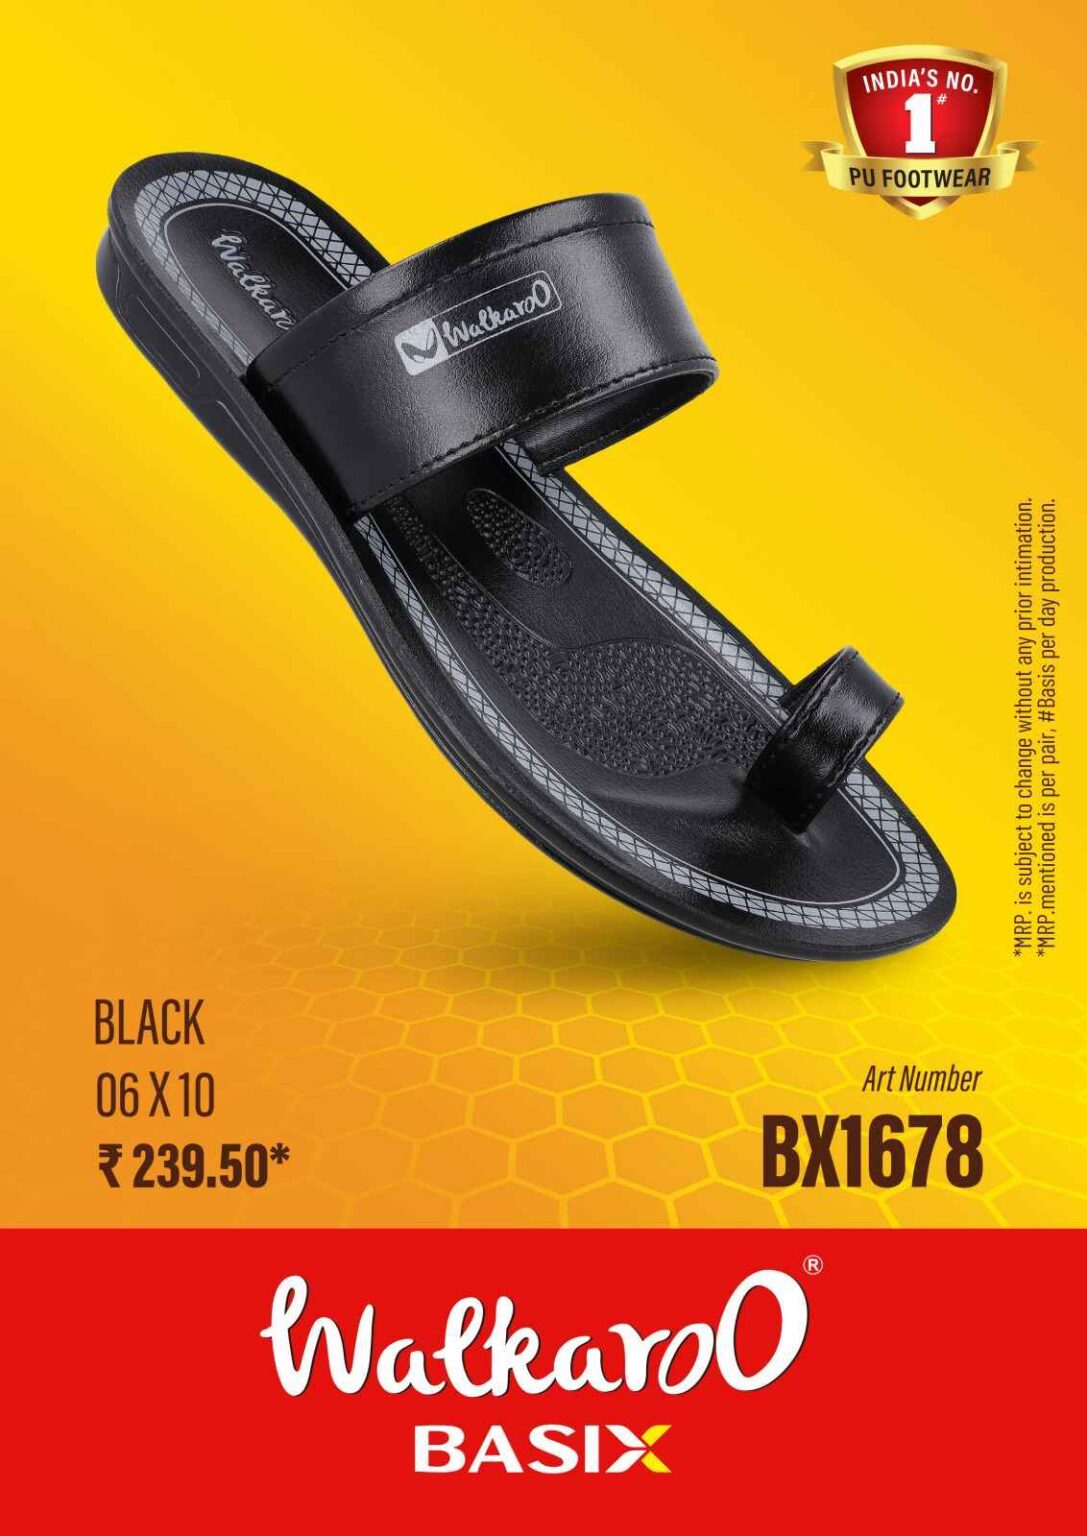 INDIA'S NO.
1#
PU FOOTWEAR
Walkar
WalkaroO
*MRP. is subject to change without any prior intimation.
*MRP.mentioned is per pair, #Basis per day production.
BLACK
06 X 10
₹ 239.50*
Art Number
BX1678
WalkaroO®
BASIX